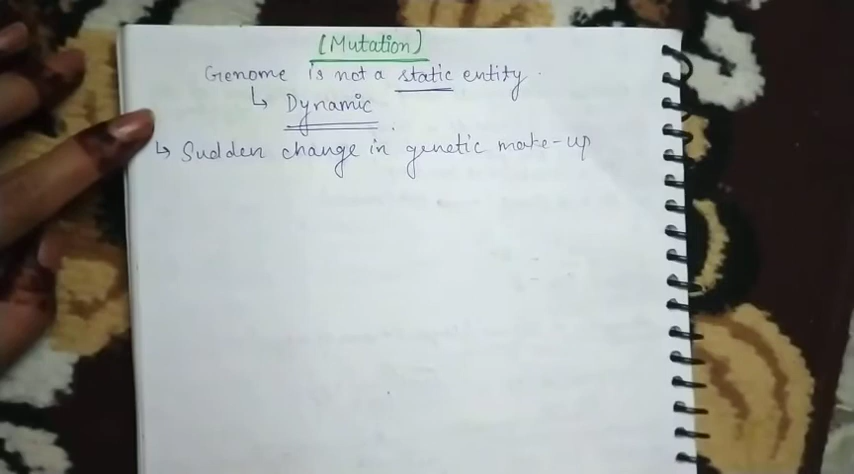 (Mutation)
Genome is not a static entity.
↳ Dynamic
↳ Sudden change in genetic make-up